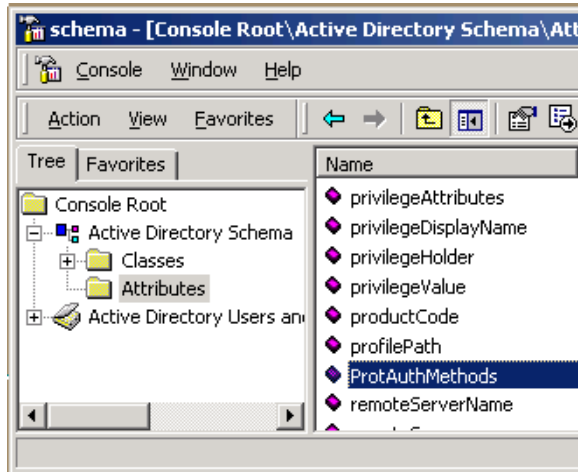 schema - [Console Root\Active Directory Schema\Att
Console Window Help
Action View Favorites
Tree Favorites
Name
Console Root
Active Directory Schema
Classes
Attributes
Active Directory Users an
privilegeAttributes
privilegeDisplayName
privilegeHolder
privilegeValue
productCode
profilePath
ProtAuthMethods
remoteServerName